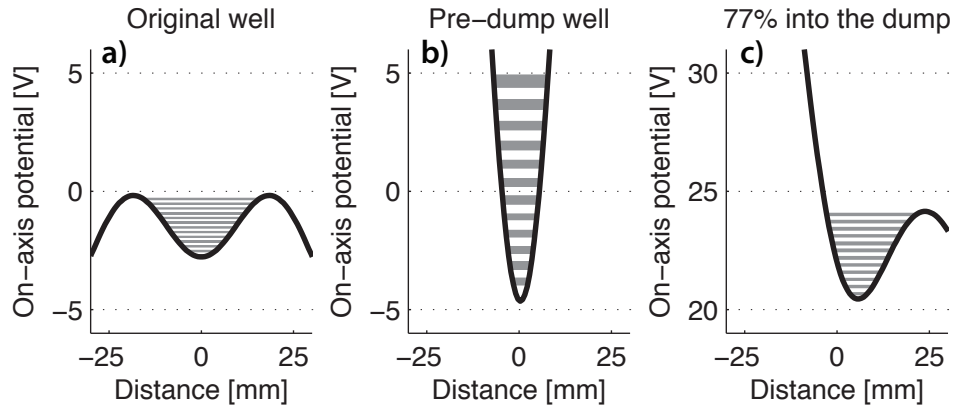 Original well
Pre−dump well
77% into the dump
a)
5
0
−5
On−axis potential [V]
−25
0
25
Distance [mm]
b)
5
0
−5
On−axis potential [V]
−25
0
25
Distance [mm]
c)
30
25
20
On−axis potential [V]
−25
0
25
Distance [mm]